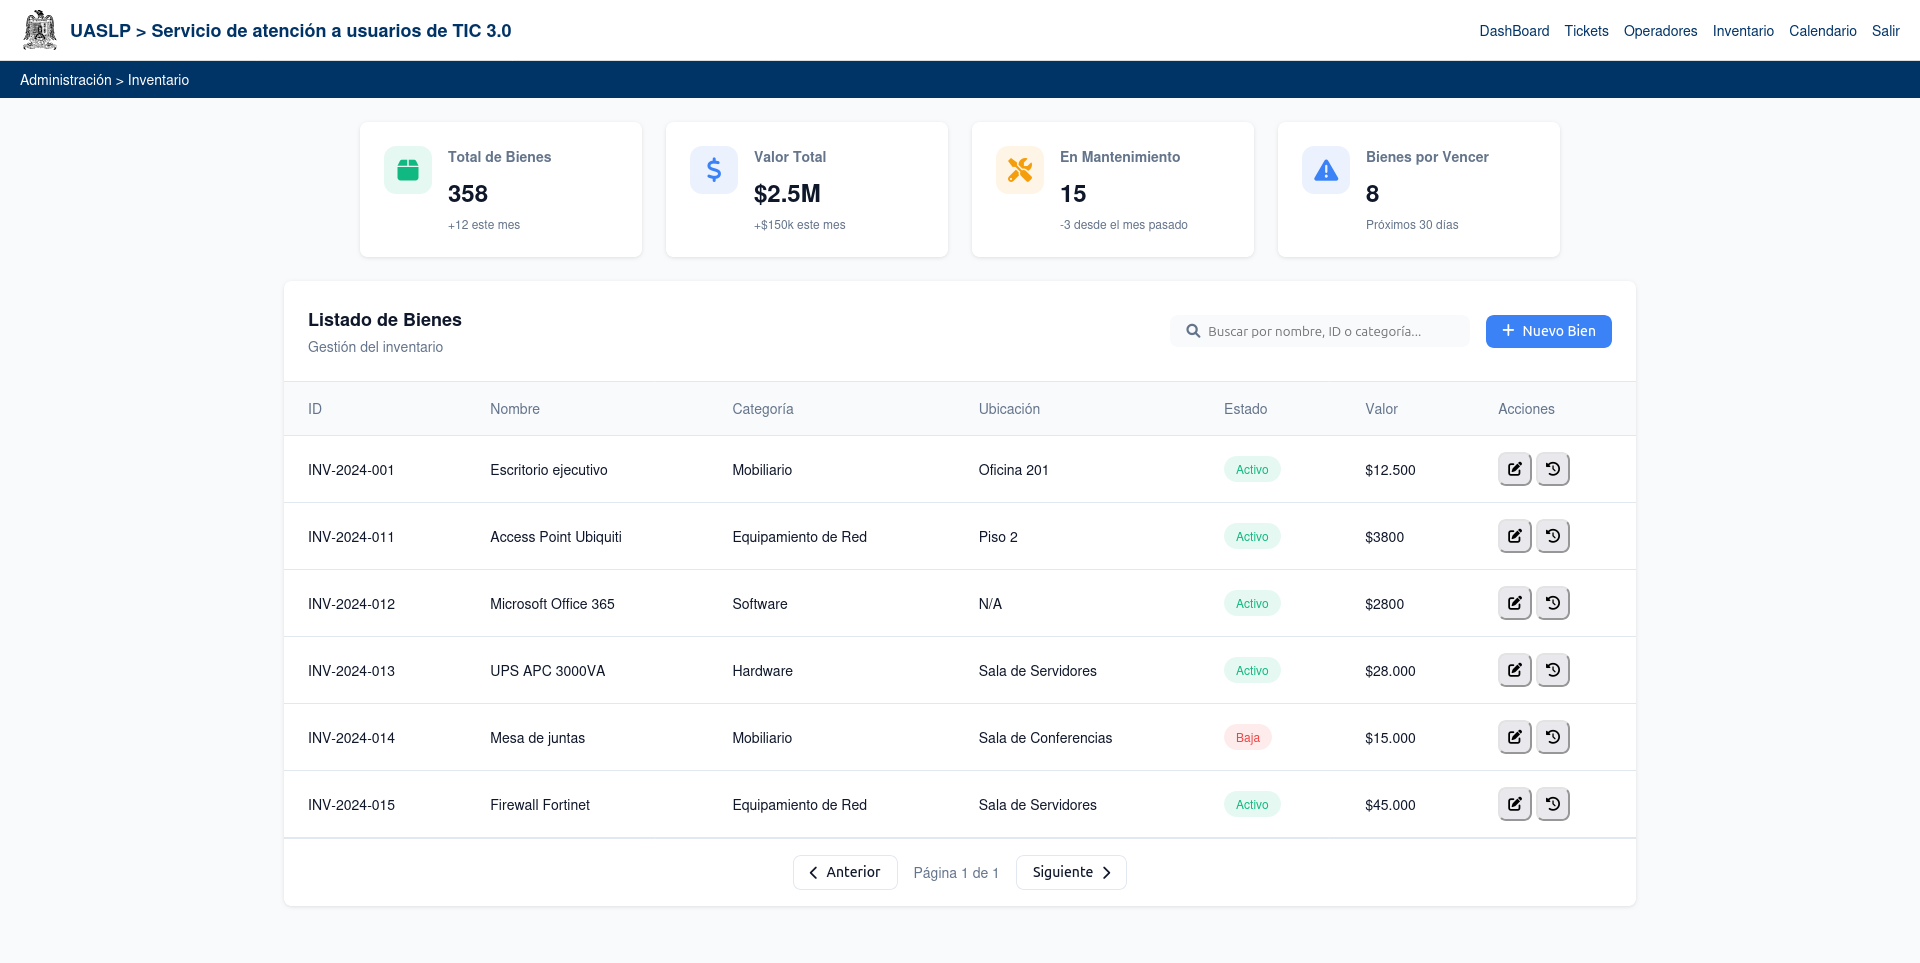 UASLP > Servicio de atención a usuarios de TIC 3.0
DashBoard Tickets Operadores Inventario Calendario Salir
Administración > Inventario
Total de Bienes
358
+12 este mes
Valor Total
$2.5M
+$150k este mes
En Mantenimiento
15
-3 desde el mes pasado
Bienes por Vencer
8
Próximos 30 días
Listado de Bienes
Gestión del inventario
Buscar por nombre, ID o categoría...
+ Nuevo Bien
ID Nombre Categoría Ubicación Estado Valor Acciones
INV-2024-001 Escritorio ejecutivo Mobiliario Oficina 201 Activo $12.500
INV-2024-011 Access Point Ubiquiti Equipamiento de Red Piso 2 Activo $3800
INV-2024-012 Microsoft Office 365 Software N/A Activo $2800
INV-2024-013 UPS APC 3000VA Hardware Sala de Servidores Activo $28.000
INV-2024-014 Mesa de juntas Mobiliario Sala de Conferencias Baja $15.000
INV-2024-015 Firewall Fortinet Equipamiento de Red Sala de Servidores Activo $45.000
Anterior Página 1 de 1 Siguiente